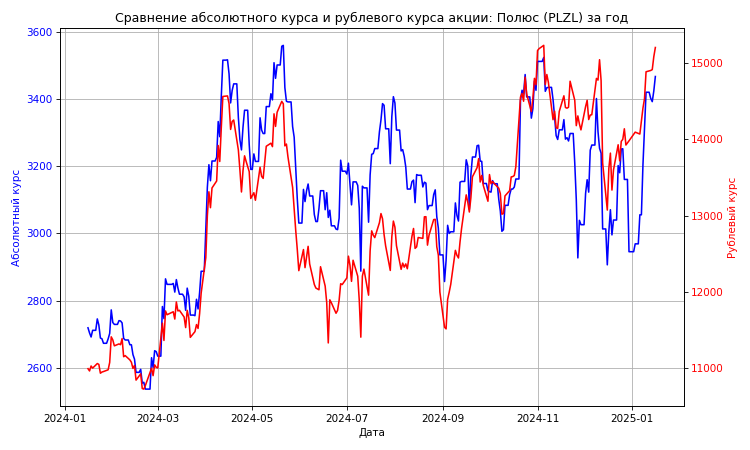 Сравнение абсолютного курса и рублевого курса акции: Полюс (PLZL) за год
3600
3400
3200
3000
2800
2600
Абсолютный курс
15000
14000
13000
12000
11000
Рублевый курс
2024-01 2024-03 2024-05 2024-07 2024-09 2024-11 2025-01
Дата